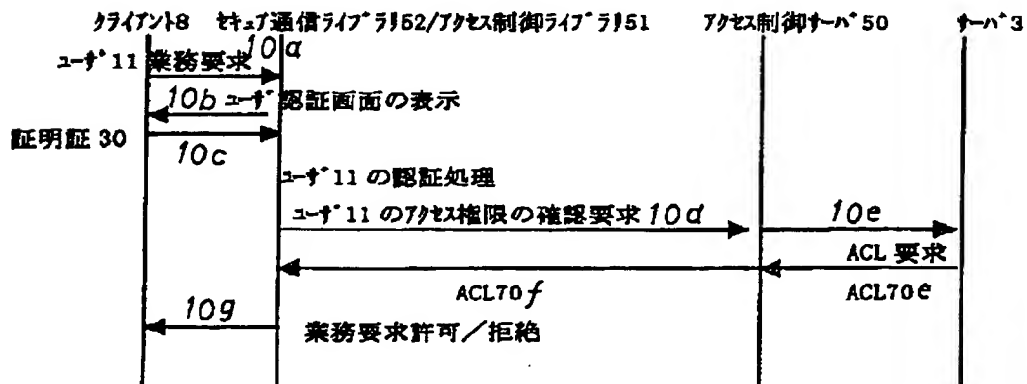 クライアント8 セキュア通信ライブラリ52/アクセス制御ライブラリ51 アクセス制御サーバ50 サーバ3
ユーザ11 業務要求 10a
10b ユーザ認証画面の表示
証明証 30
10c
ユーザ11 の認証処理
ユーザ11 のアクセス権限の確認要求 10d
10e
ACL 要求
ACL70f
ACL70e
10g
業務要求許可/拒絶